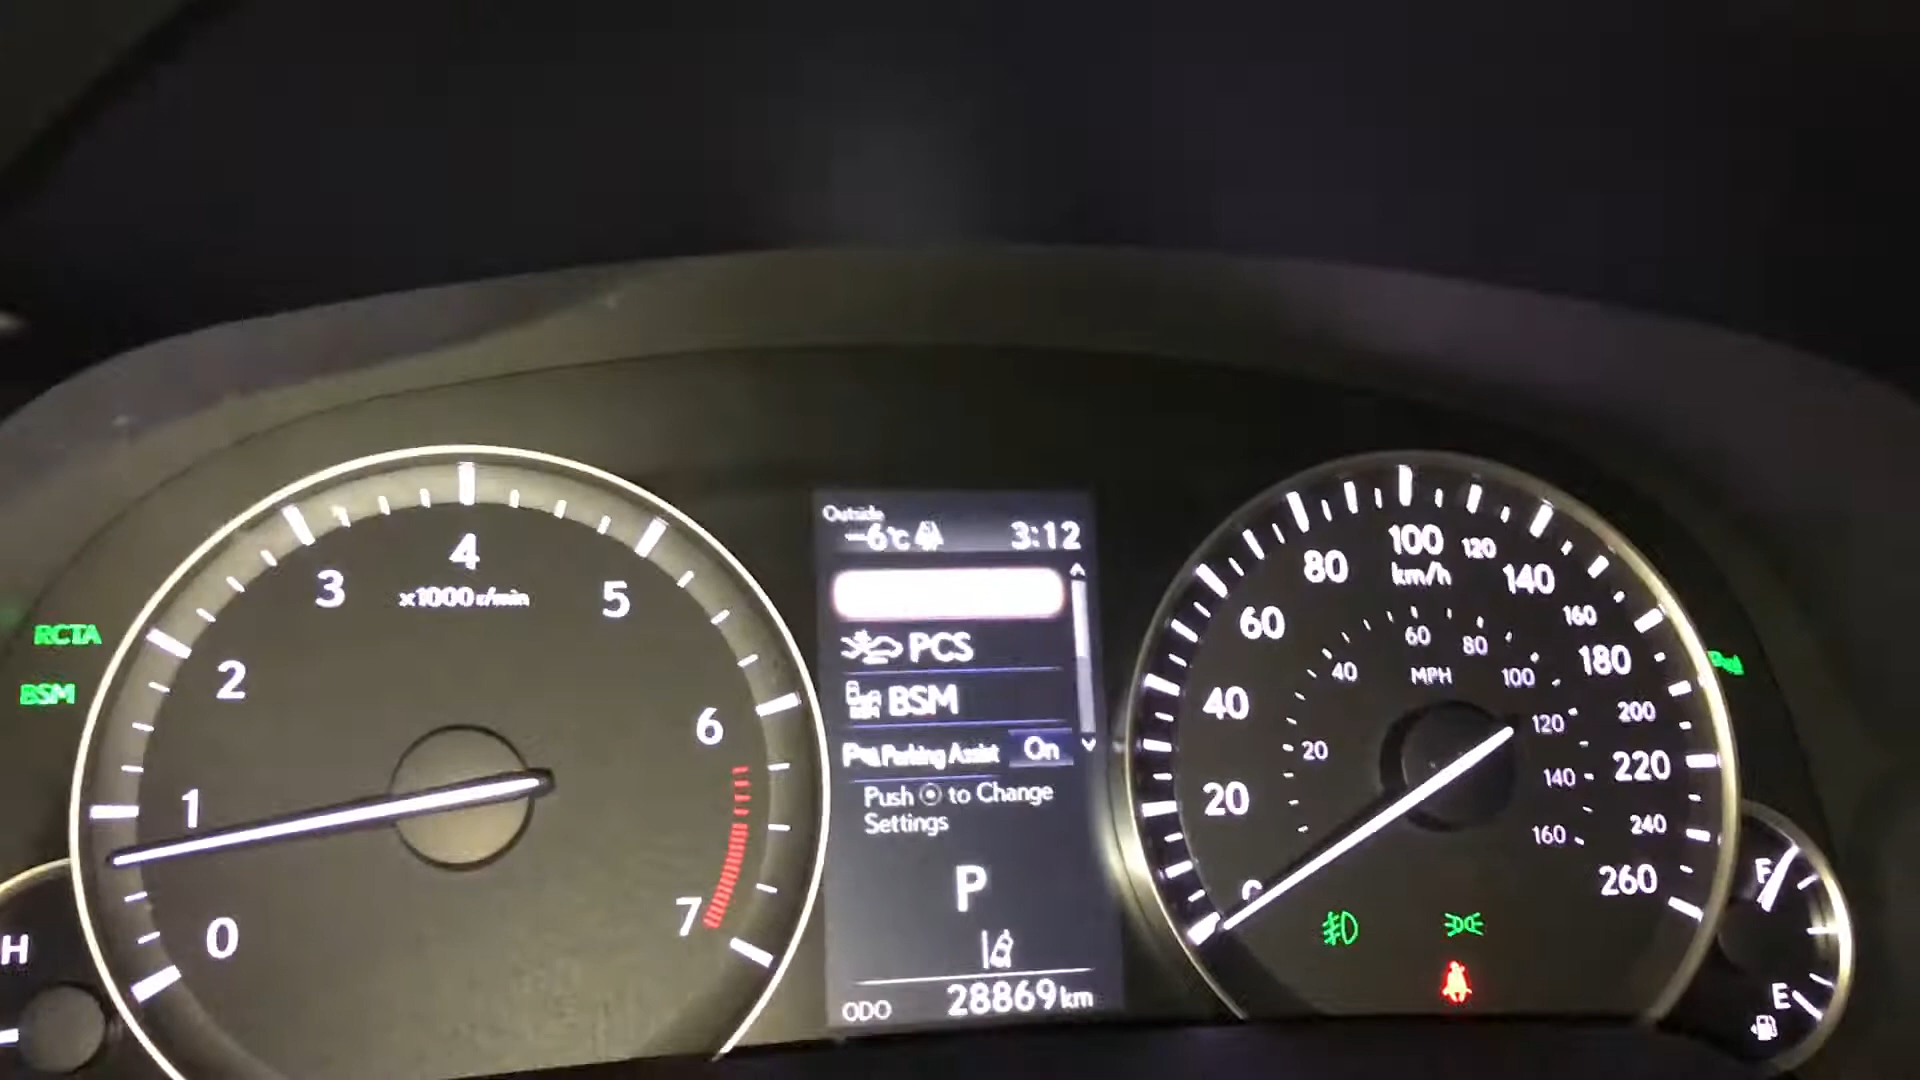 RCTA
BSM
H
0
1
2
3
4
5
6
7
x1000r/min
Outside
-6°C
3:12
PCS
BSM
Parking Assist On
Push to Change
Settings
P
ODO 28869 km
20
40
60
80
100
120
140
160
180
200
220
240
260
km/h
20
40
60
80
100
120
140
160
MPH
F
E